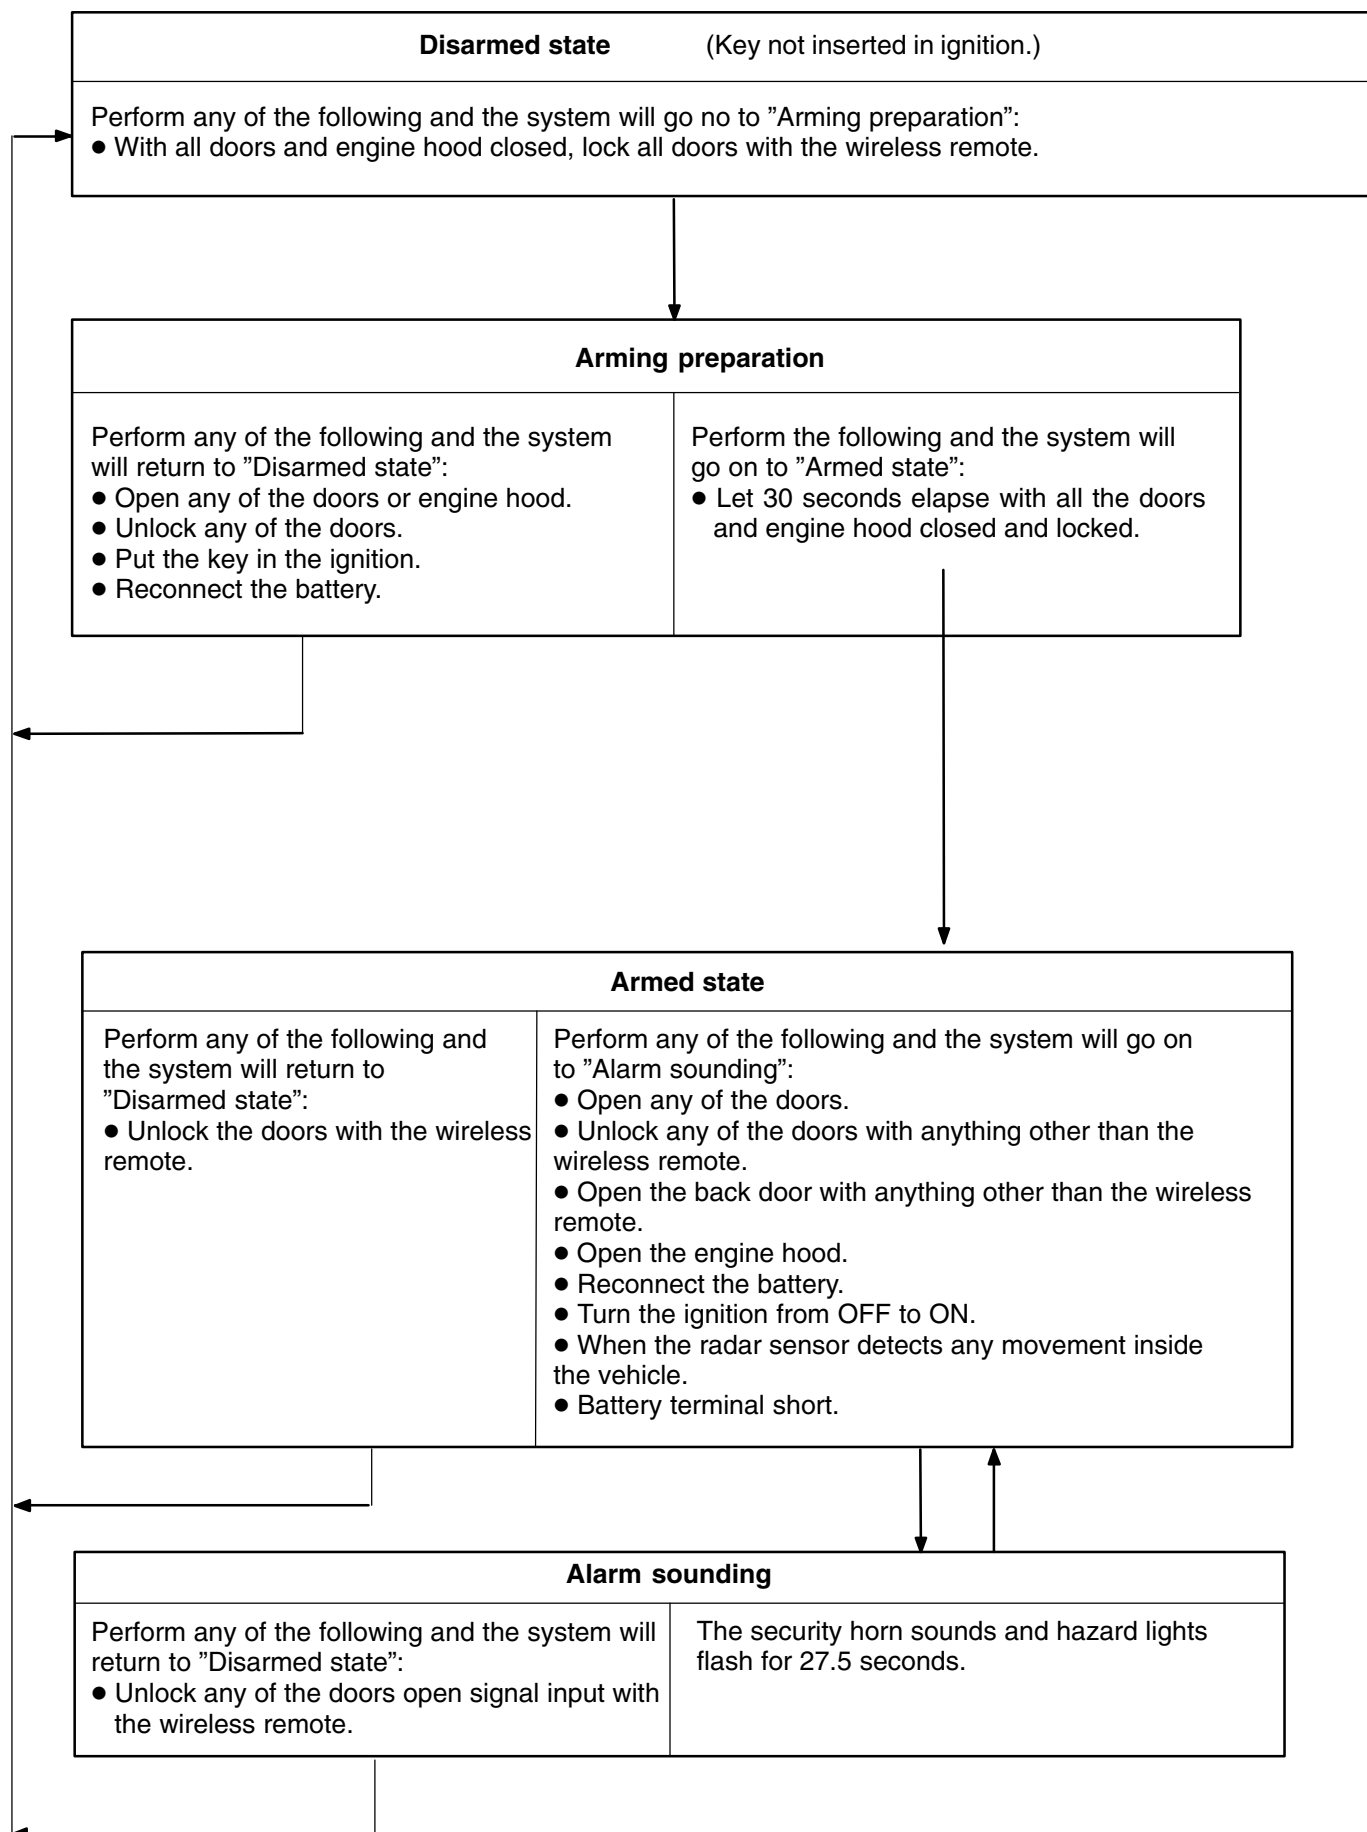 Disarmed state (Key not inserted in ignition.)
Perform any of the following and the system will go no to ”Arming preparation”:
● With all doors and engine hood closed, lock all doors with the wireless remote.
Arming preparation
Perform any of the following and the system
will return to ”Disarmed state”:
● Open any of the doors or engine hood.
● Unlock any of the doors.
● Put the key in the ignition.
● Reconnect the battery.
Perform the following and the system will
go on to ”Armed state”:
● Let 30 seconds elapse with all the doors
and engine hood closed and locked.
Armed state
Perform any of the following and
the system will return to
”Disarmed state”:
● Unlock the doors with the wireless
remote.
Perform any of the following and the system will go on
to ”Alarm sounding”:
● Open any of the doors.
● Unlock any of the doors with anything other than the
wireless remote.
● Open the back door with anything other than the wireless
remote.
● Open the engine hood.
● Reconnect the battery.
● Turn the ignition from OFF to ON.
● When the radar sensor detects any movement inside
the vehicle.
● Battery terminal short.
Alarm sounding
Perform any of the following and the system will
return to ”Disarmed state”:
● Unlock any of the doors open signal input with
the wireless remote.
The security horn sounds and hazard lights
flash for 27.5 seconds.